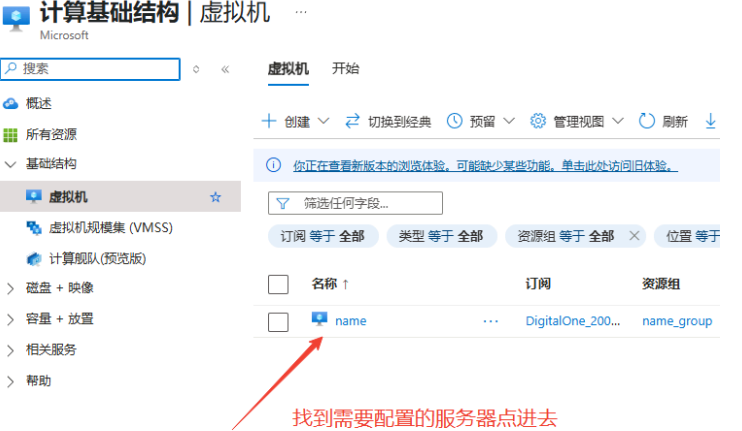 计算基础结构 | 虚拟机 ...
Microsoft
搜索
虚拟机 开始
概述
创建 切换到经典 预留 管理视图 刷新
所有资源
基础结构
你正在查看新版本的浏览体验。可能缺少某些功能。单击此处访问旧体验。
虚拟机
筛选任何字段...
虚拟机规模集 (VMSS)
订阅 等于 全部 类型 等于 全部 资源组 等于 全部 位置 等于
计算舰队(预览版)
磁盘 + 映像
名称 ↑ 订阅 资源组
容量 + 放置
name ... DigitalOne_200... name_group
相关服务
帮助
找到需要配置的服务器点进去